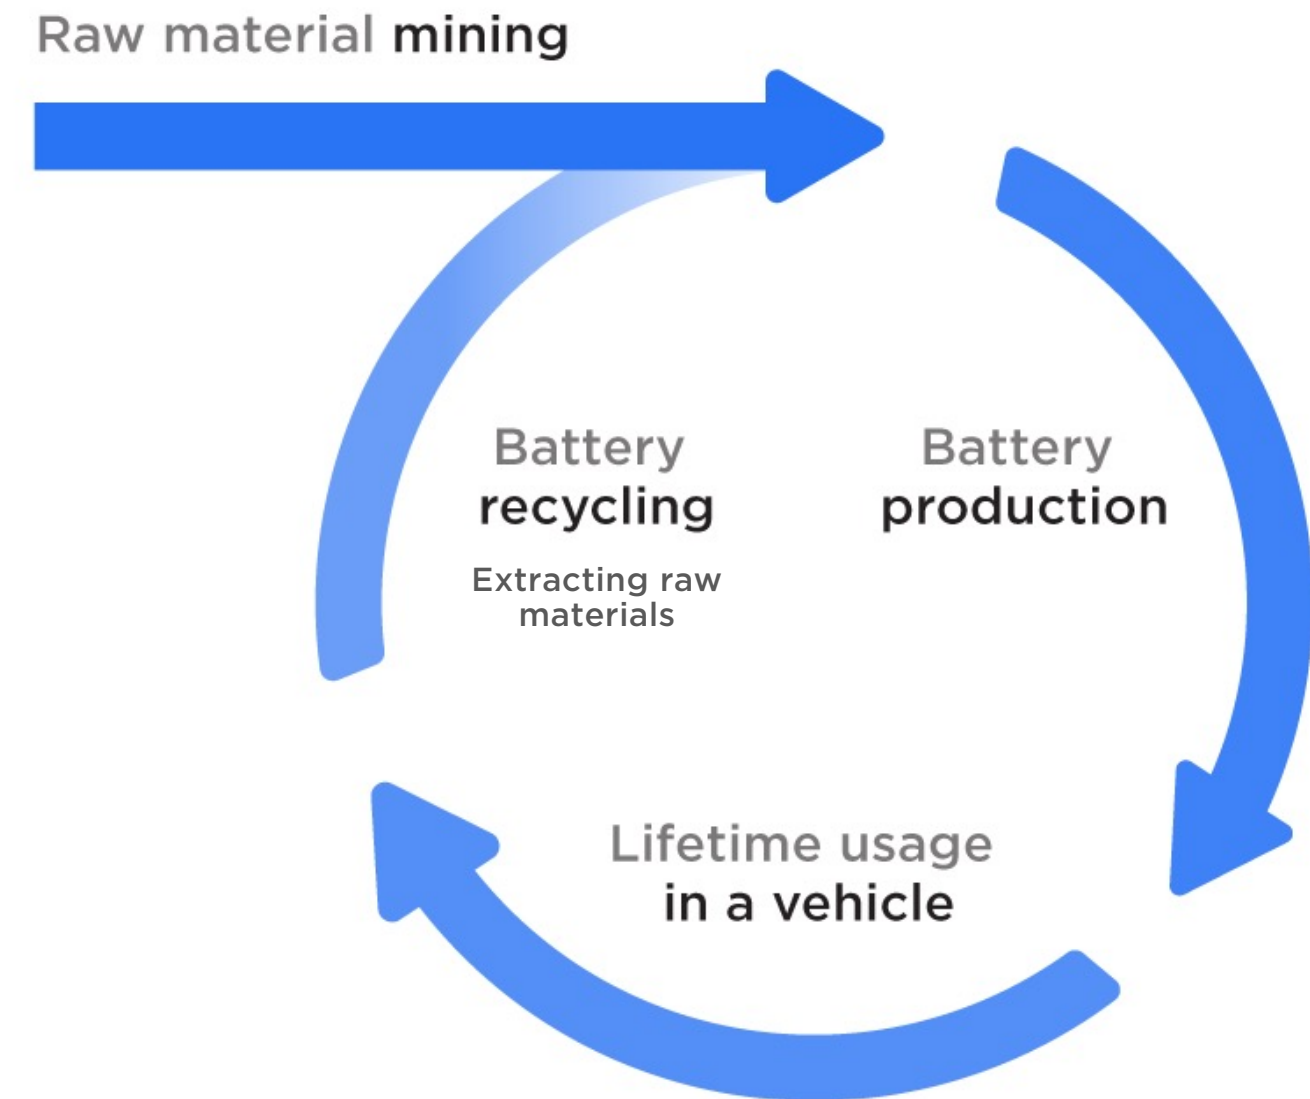 Raw material mining
Battery
recycling
Extracting raw
materials
Battery
production
Lifetime usage
in a vehicle